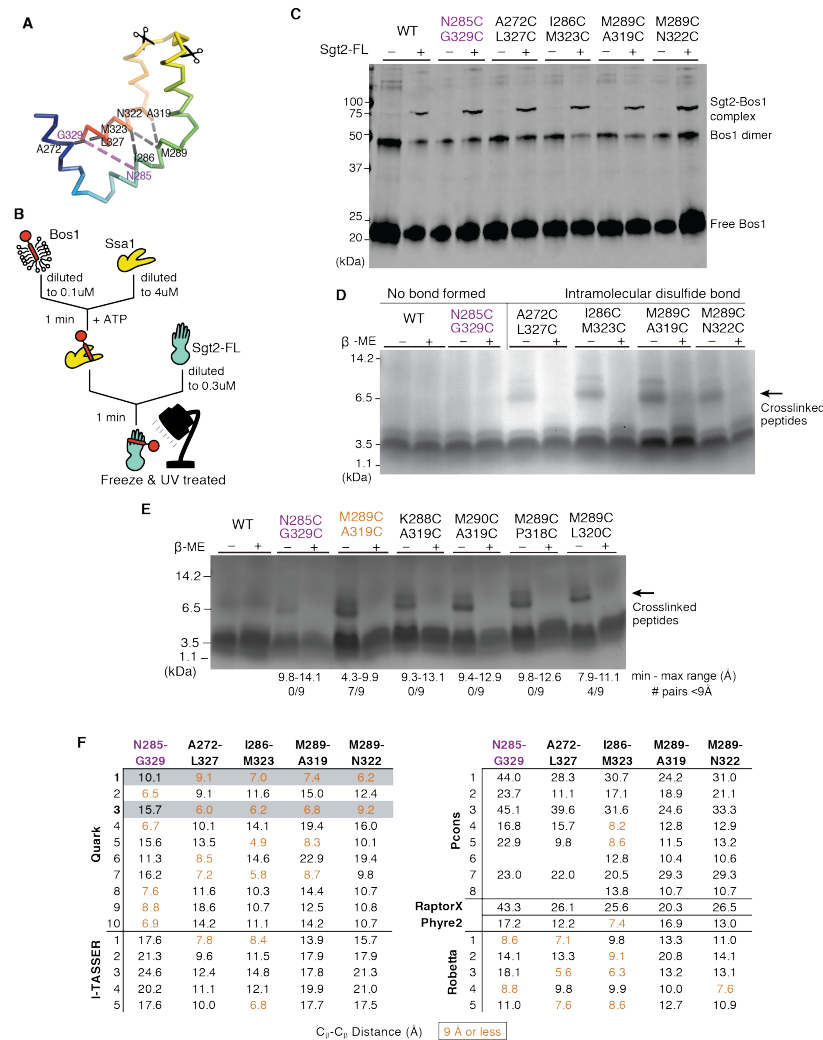 A
N322 A319
M323
G329
L327
A272
I286
M289
N285
B
Bos1
Ssa1
diluted
to 0.1uM
diluted
to 4uM
1 min
+ ATP
Sgt2-FL
diluted
to 0.3uM
1 min
Freeze & UV treated
C
WT
N285C
G329C
A272C
L327C
I286C
M323C
M289C
A319C
M289C
N322C
Sgt2-FL
– + – + – + – + – + – +
100
75
50
37
25
20
(kDa)
Sgt2-Bos1
complex
Bos1 dimer
Free Bos1
D
No bond formed
Intramolecular disulfide bond
WT
N285C
G329C
A272C
L327C
I286C
M323C
M289C
A319C
M289C
N322C
β -ME
– + – + – + – + – + – +
14.2
6.5
3.5
1.1
(kDa)
Crosslinked
peptides
E
WT
N285C
G329C
M289C
A319C
K288C
A319C
M290C
A319C
M289C
P318C
M289C
L320C
β-ME
– + – + – + – + – + – + – +
14.2
6.5
3.5
1.1
(kDa)
Crosslinked
peptides
9.8-14.1 4.3-9.9 9.3-13.1 9.4-12.9 9.8-12.6 7.9-11.1 min - max range (Å)
0/9 7/9 0/9 0/9 0/9 4/9 # pairs <9Å
F
N285- A272- I286- M289- M289-
G329 L327 M323 A319 N322
Quark
1 10.1 9.1 7.0 7.4 6.2
2 6.5 9.1 11.6 15.0 12.4
3 15.7 6.0 6.2 6.8 9.2
4 6.7 10.1 14.1 19.4 16.0
5 15.6 13.5 4.9 8.3 10.1
6 11.3 8.5 14.6 22.9 19.4
7 16.2 7.2 5.8 8.7 9.8
8 7.6 11.6 10.3 14.4 10.7
9 8.8 18.6 10.7 12.5 10.8
10 6.9 14.2 11.1 14.2 10.7
I-TASSER
1 17.6 7.8 8.4 13.9 15.7
2 21.3 9.6 11.5 17.9 17.9
3 24.6 12.4 14.8 17.8 21.3
4 20.2 11.1 12.1 19.9 21.0
5 17.6 10.0 6.8 17.7 17.5
N285- A272- I286- M289- M289-
G329 L327 M323 A319 N322
Pcons
1 44.0 28.3 30.7 24.2 31.0
2 23.7 11.1 17.1 18.9 21.1
3 45.1 39.6 31.6 24.6 33.3
4 16.8 15.7 8.2 12.8 12.9
5 22.9 9.8 8.6 11.5 13.2
6 12.8 10.4 10.6
7 23.0 22.0 20.5 29.3 29.3
8 13.8 10.7 10.7
RaptorX 43.3 26.1 25.6 20.3 26.5
Phyre2 17.2 12.2 7.4 16.9 13.0
Robetta
1 8.6 7.1 9.8 13.3 11.0
2 14.1 13.3 9.1 20.8 14.1
3 18.1 5.6 6.3 13.2 13.1
4 8.8 9.8 9.9 10.0 7.6
5 11.0 7.6 8.6 12.7 10.9
Cβ-Cβ Distance (Å)
9 Å or less